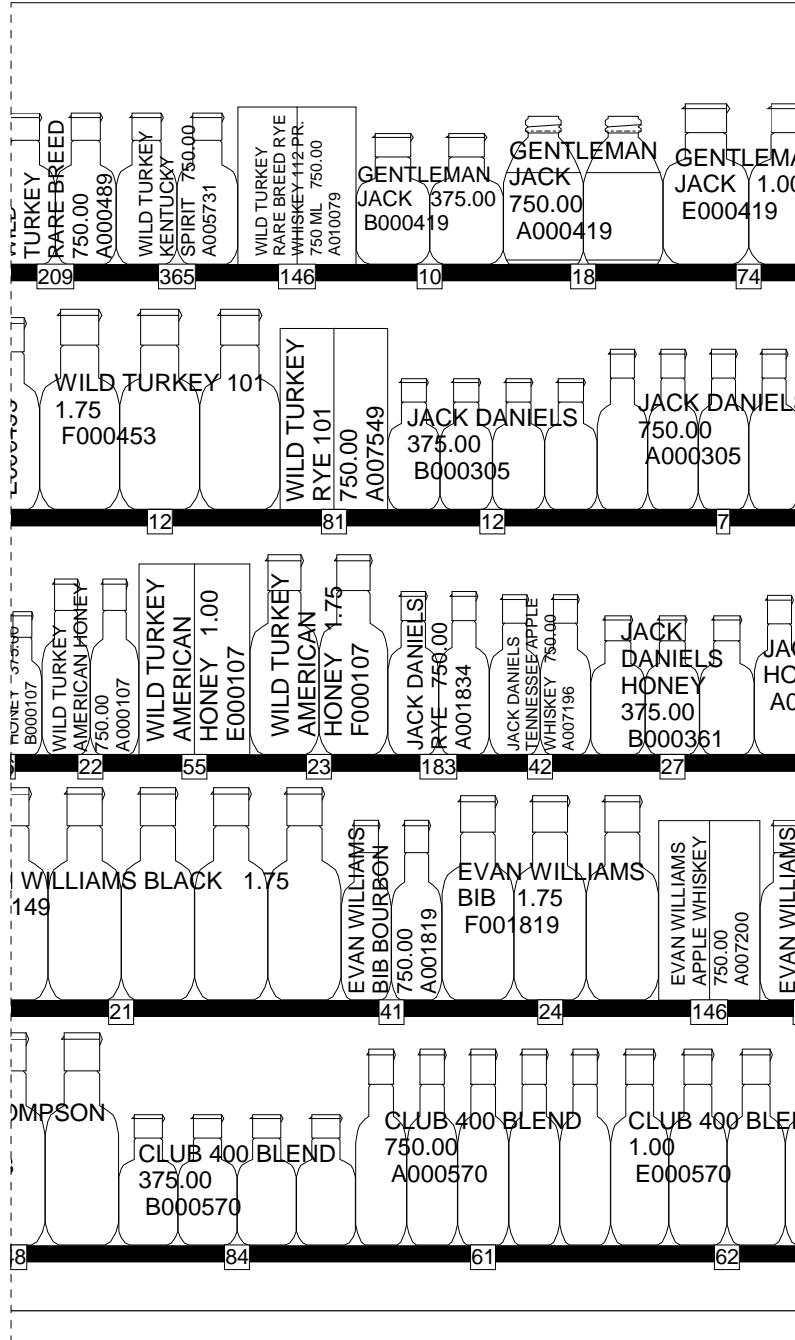 TURKEY
RARE BREED
750.00
A000489
WILD TURKEY
KENTUCKY
SPIRIT 750.00
A005731
WILD TURKEY
RARE BREED RYE
WHISKEY 112 PR.
750 ML 750.00
A010079
GENTLEMAN
JACK 375.00
B000419
GENTLEMAN
JACK
750.00
A000419
GENTLEMA
JACK 1.00
E000419
209
365
146
10
18
74
WILD TURKEY 101
1.75
F000453
WILD TURKEY
RYE 101
750.00
A007549
JACK DANIELS
375.00
B000305
JACK DANIELS
750.00
A000305
12
81
12
7
HONEY 375.00
B000107
WILD TURKEY
AMERICAN HONEY
750.00
A000107
WILD TURKEY
AMERICAN
HONEY 1.00
E000107
WILD TURKEY
AMERICAN
HONEY 1.75
F000107
JACK DANIELS
RYE 750.00
A001834
JACK DANIELS
TENNESSEE APPLE
WHISKEY 750.00
A007196
JACK
DANIELS
HONEY
375.00
B000361
JAC
HO
A0
22
55
23
183
42
27
WILLIAMS BLACK 1.75
149
EVAN WILLIAMS
BIB BOURBON
750.00
A001819
EVAN WILLIAMS
BIB 1.75
F001819
EVAN WILLIAMS
APPLE WHISKEY
750.00
A007200
EVAN WILLIAMS
21
41
24
146
OMPSON
CLUB 400 BLEND
375.00
B000570
CLUB 400 BLEND
750.00
A000570
CLUB 400 BLEN
1.00
E000570
84
61
62